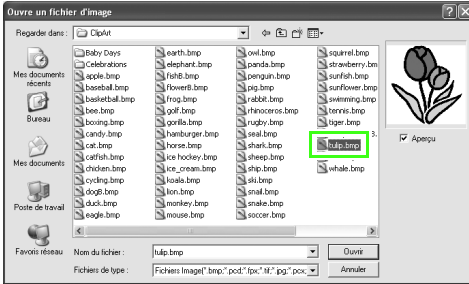 Ouvre un fichier d'image
Regarder dans :
ClipArt
Mes documents récents
Bureau
Mes documents
Poste de travail
Favoris réseau
Baby Days
Celebrations
apple.bmp
baseball.bmp
basketball.bmp
bee.bmp
boxing.bmp
candy.bmp
cat.bmp
catfish.bmp
chicken.bmp
cycling.bmp
dogB.bmp
duck.bmp
eagle.bmp
earth.bmp
elephant.bmp
fishB.bmp
flowerB.bmp
frog.bmp
golf.bmp
gorilla.bmp
hamburger.bmp
horse.bmp
ice hockey.bmp
ice_cream.bmp
koala.bmp
lion.bmp
monkey.bmp
mouse.bmp
owl.bmp
panda.bmp
penguin.bmp
pig.bmp
rabbit.bmp
rhinoceros.bmp
rugby.bmp
seal.bmp
shark.bmp
sheep.bmp
ship.bmp
ski.bmp
snail.bmp
snake.bmp
soccer.bmp
squirrel.bmp
strawberry.bm
sunfish.bmp
sunflower.bmp
swimming.bmp
tennis.bmp
tiger.bmp
tulip.bmp
whale.bmp
Aperçu
Nom du fichier :
tulip.bmp
Ouvrir
Fichiers de type :
Fichiers Image(*.bmp;*.pcd;*.fpx;*.tif;*.jpg;*.pcx;
Annuler